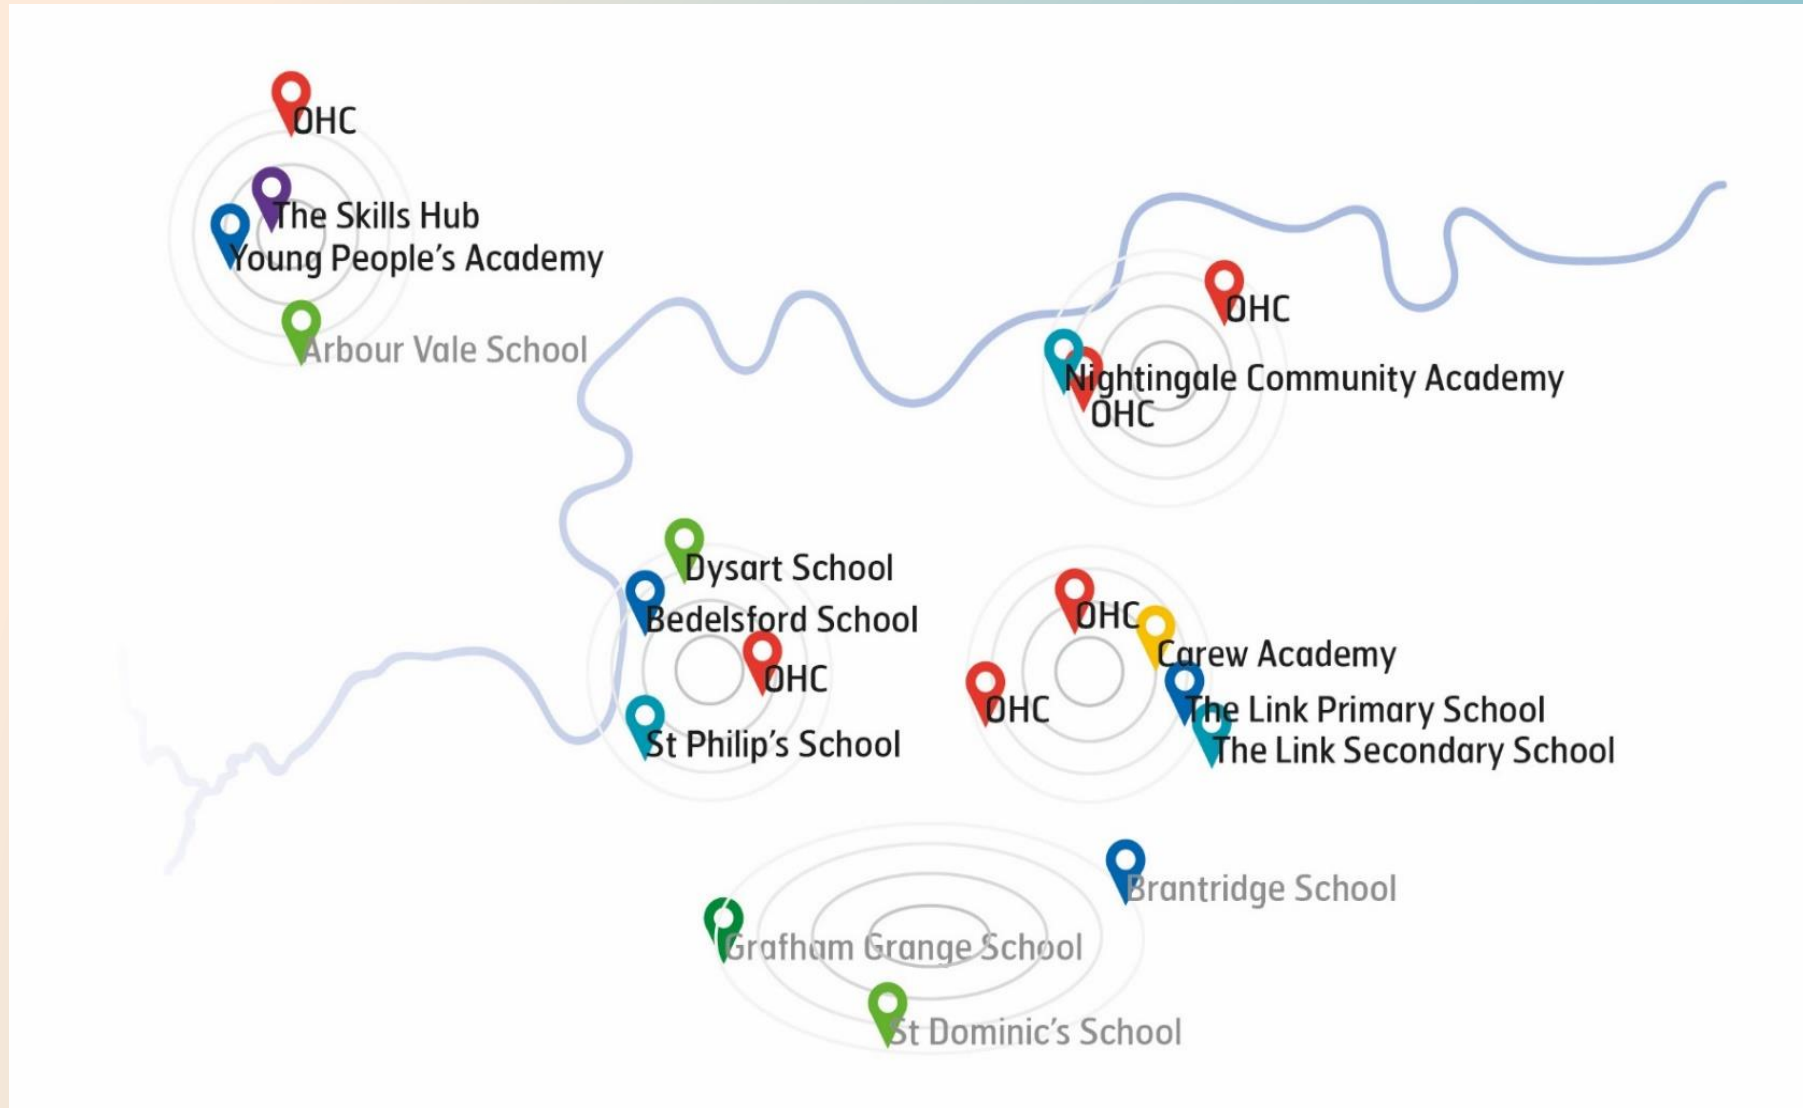 OHC
The Skills Hub
Young People's Academy
Arbour Vale School
OHC
Nightingale Community Academy
OHC
Dysart School
Bedelsford School
OHC
St Philip's School
OHC
Carew Academy
OHC
The Link Primary School
The Link Secondary School
Brantridge School
Grafham Grange School
St Dominic's School